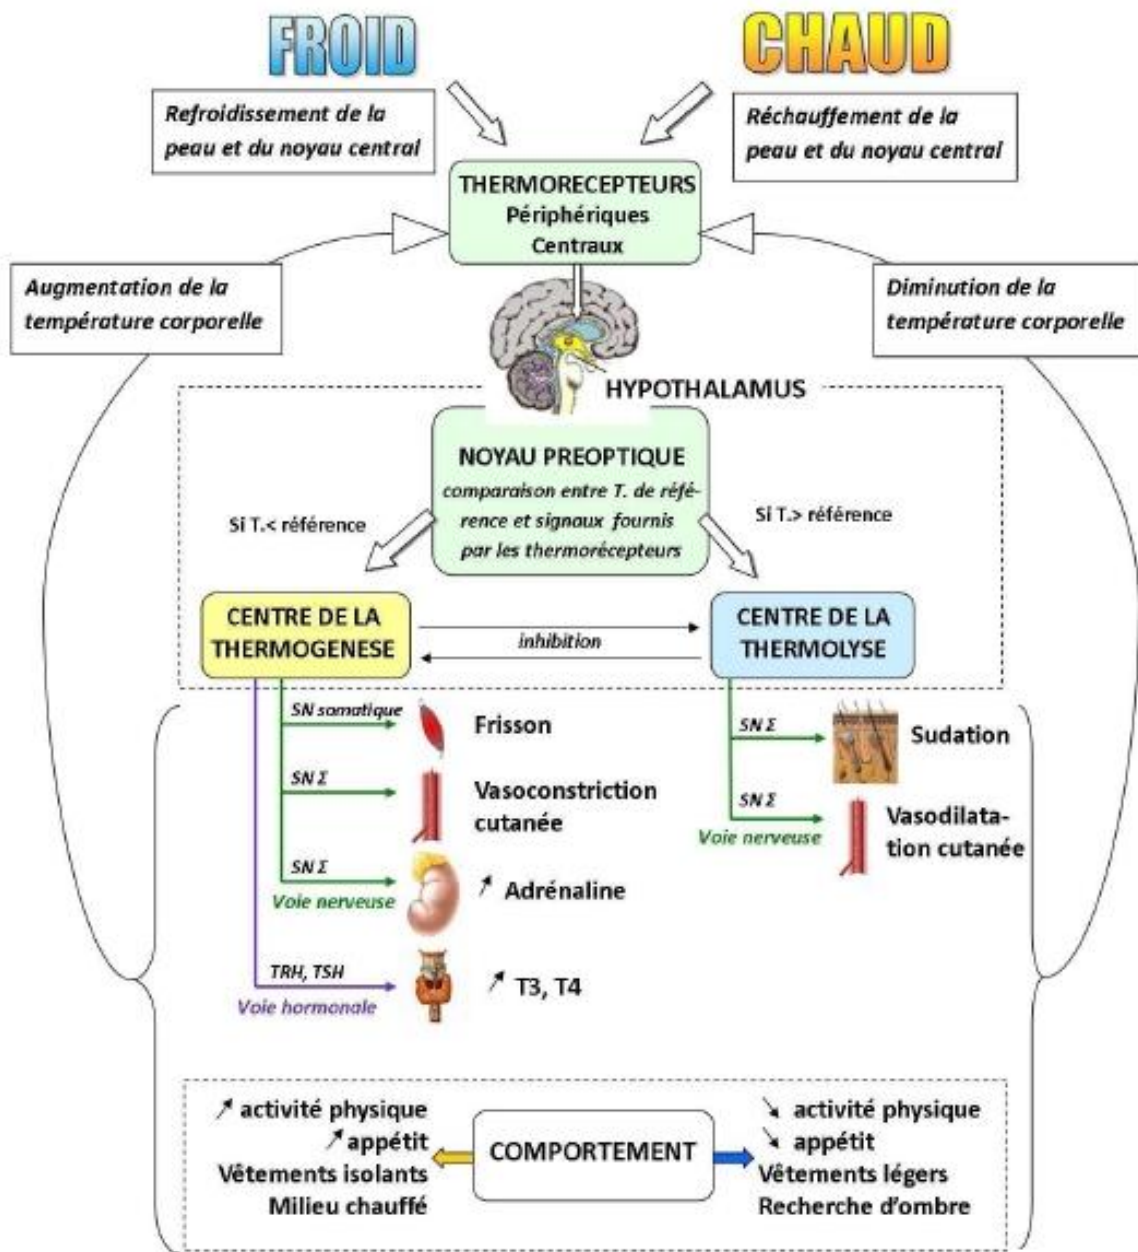 FROID
CHAUD
Refroidissement de la
peau et du noyau central
Réchauffement de la
peau et du noyau central
THERMORECEPTEURS
Périphériques
Centraux
Augmentation de la
température corporelle
Diminution de la
température corporelle
HYPOTHALAMUS
NOYAU PREOPTIQUE
comparaison entre T. de réfé-
rence et signaux fournis
par les thermorécepteurs
Si T.< référence
Si T.> référence
CENTRE DE LA
THERMOGENESE
inhibition
CENTRE DE LA
THERMOLYSE
SN somatique
Frisson
SN Σ
Vasoconstriction
cutanée
SN Σ
Voie nerveuse
↗ Adrénaline
TRH, TSH
Voie hormonale
↗ T3, T4
SN Σ
Sudation
SN Σ
Voie nerveuse
Vasodilata-
tion cutanée
↗ activité physique
↗ appétit
Vêtements isolants
Milieu chauffé
COMPORTEMENT
↘ activité physique
↘ appétit
Vêtements légers
Recherche d'ombre